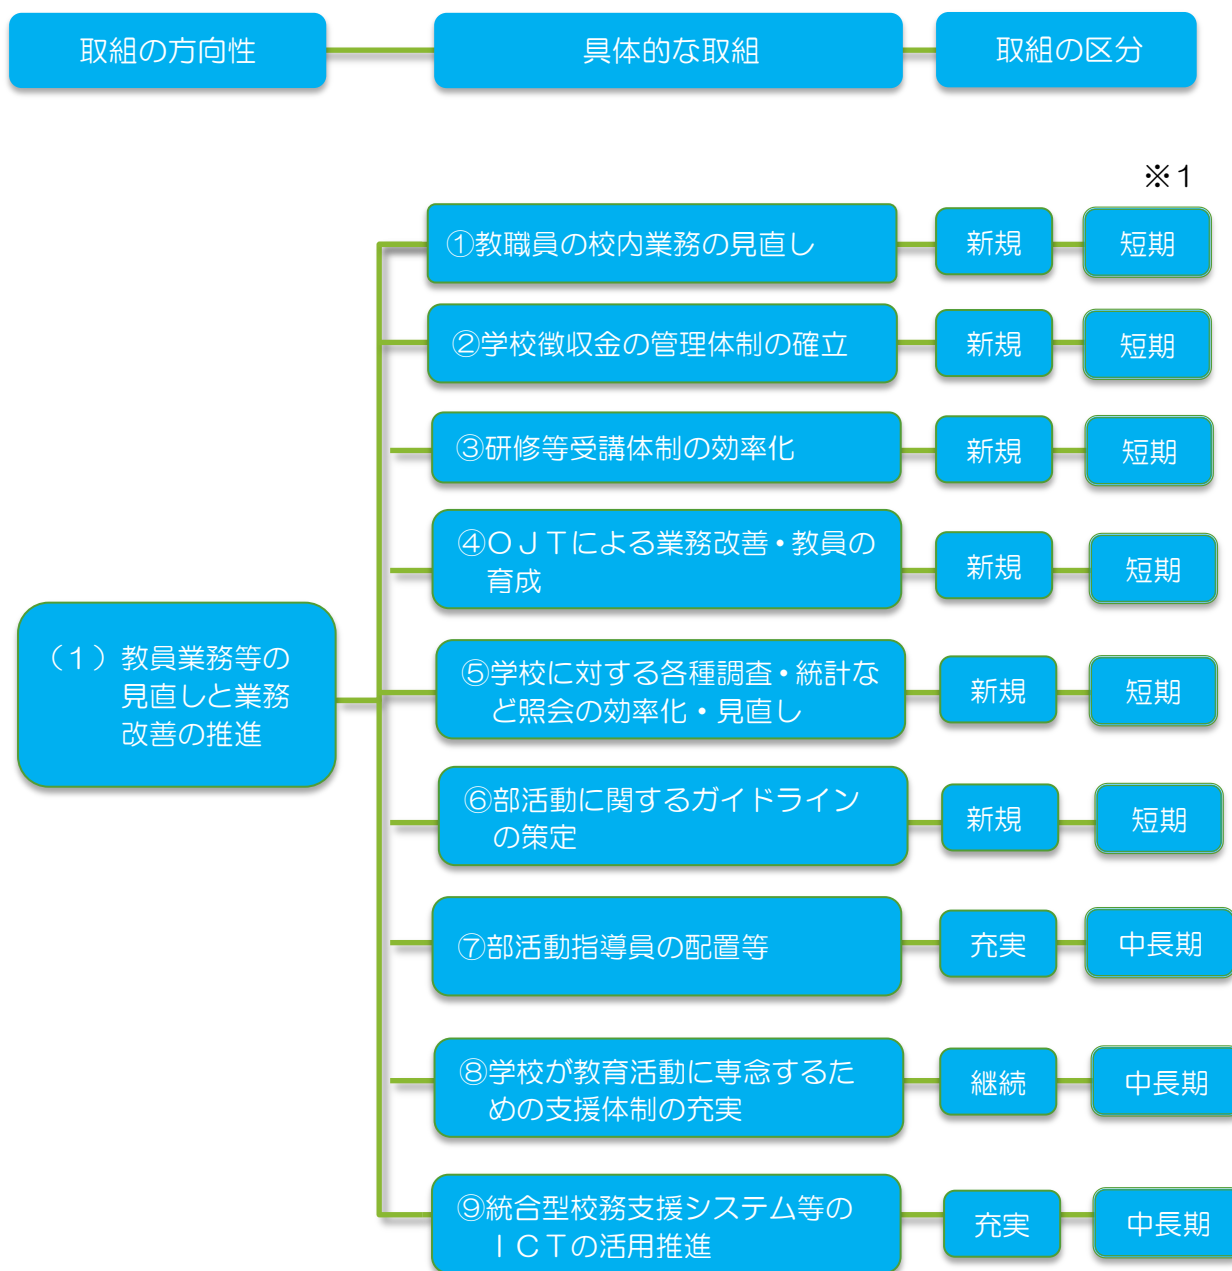 取組の方向性
具体的な取組
取組の区分
※1
①教職員の校内業務の見直し
新規
短期
②学校徴収金の管理体制の確立
新規
短期
③研修等受講体制の効率化
新規
短期
④ＯＪＴによる業務改善・教員の
育成
新規
短期
（１）教員業務等の
見直しと業務
改善の推進
⑤学校に対する各種調査・統計な
ど照会の効率化・見直し
新規
短期
⑥部活動に関するガイドライン
の策定
新規
短期
⑦部活動指導員の配置等
充実
中長期
⑧学校が教育活動に専念するた
めの支援体制の充実
継続
中長期
⑨統合型校務支援システム等の
ＩＣＴの活用推進
充実
中長期